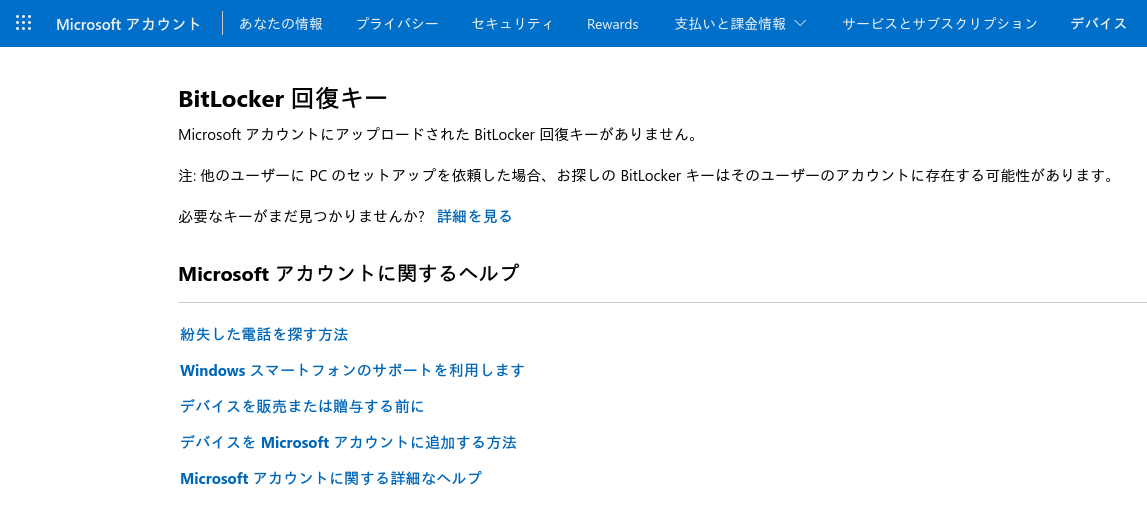 Microsoft アカウント あなたの情報 プライバシー セキュリティ Rewards 支払いと課金情報 サービスとサブスクリプション デバイス
BitLocker 回復キー
Microsoft アカウントにアップロードされた BitLocker 回復キーがありません。
注: 他のユーザーに PC のセットアップを依頼した場合、お探しの BitLocker キーはそのユーザーのアカウントに存在する可能性があります。
必要なキーがまだ見つかりませんか? 詳細を見る
Microsoft アカウントに関するヘルプ
紛失した電話を探す方法
Windows スマートフォンのサポートを利用します
デバイスを販売または贈与する前に
デバイスを Microsoft アカウントに追加する方法
Microsoft アカウントに関する詳細なヘルプ